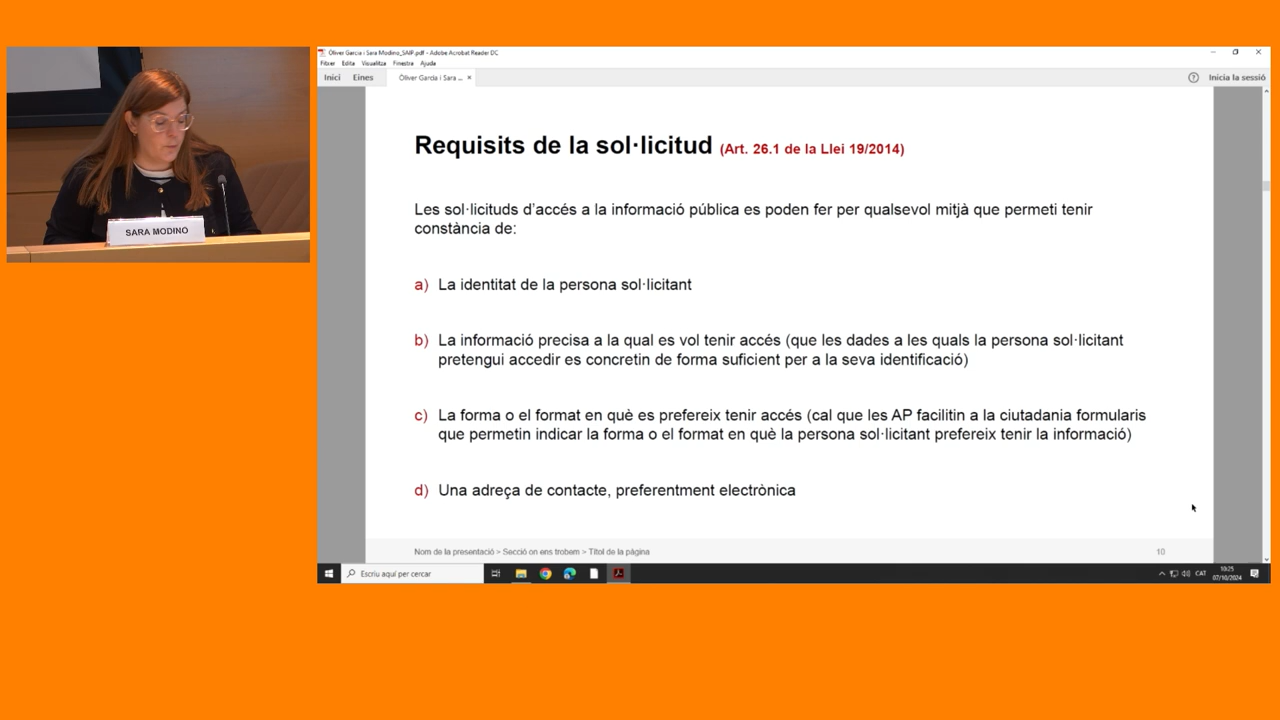 SARA MODINO
Òliver Garcia i Sara Modino_SAIP.pdf - Adobe Acrobat Reader DC
Fitxer Edita Visualitza Finestra Ajuda
Inici Eines Òliver Garcia i Sara ... × Inicia la sessió
Requisits de la sol·licitud (Art. 26.1 de la Llei 19/2014)
Les sol·licituds d’accés a la informació pública es poden fer per qualsevol mitjà que permeti tenir
constància de:
a) La identitat de la persona sol·licitant
b) La informació precisa a la qual es vol tenir accés (que les dades a les quals la persona sol·licitant
pretengui accedir es concretin de forma suficient per a la seva identificació)
c) La forma o el format en què es prefereix tenir accés (cal que les AP facilitin a la ciutadania formularis
que permetin indicar la forma o el format en què la persona sol·licitant prefereix tenir la informació)
d) Una adreça de contacte, preferentment electrònica
Nom de la presentació > Secció on ens trobem > Títol de la pàgina 10
Escriu aquí per cercar CAT 10:25
07/10/2024